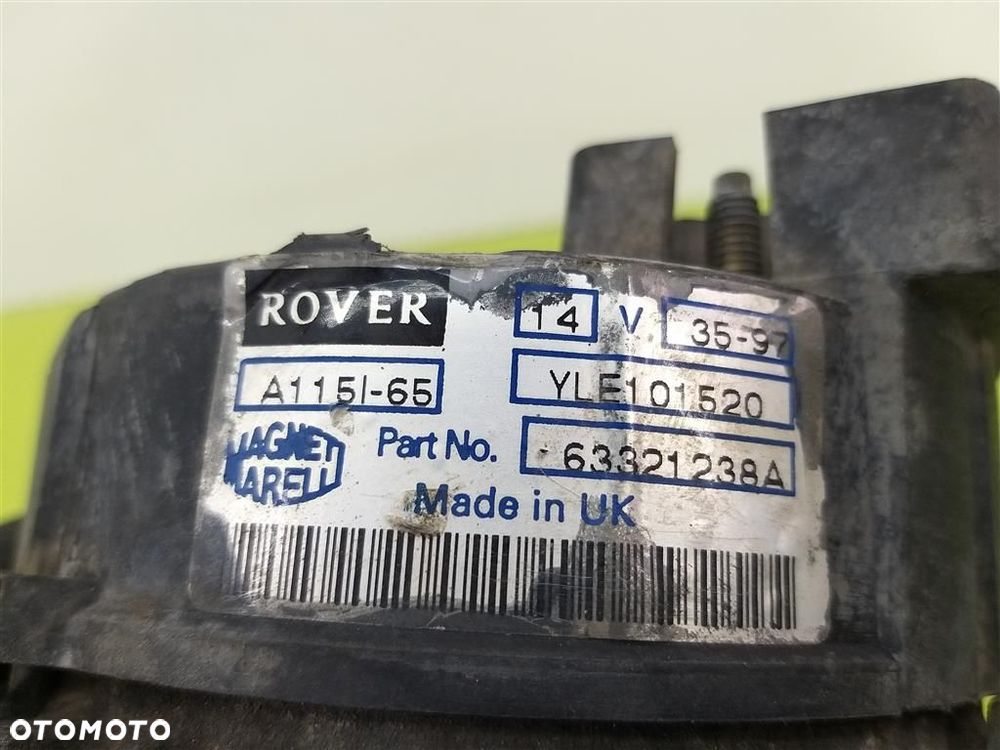 ROVER 14 V. 35-97
A115I-65 YLE101520
MAGNETI MARELLI Part No. 63321238A
Made in UK
OTOMOTO